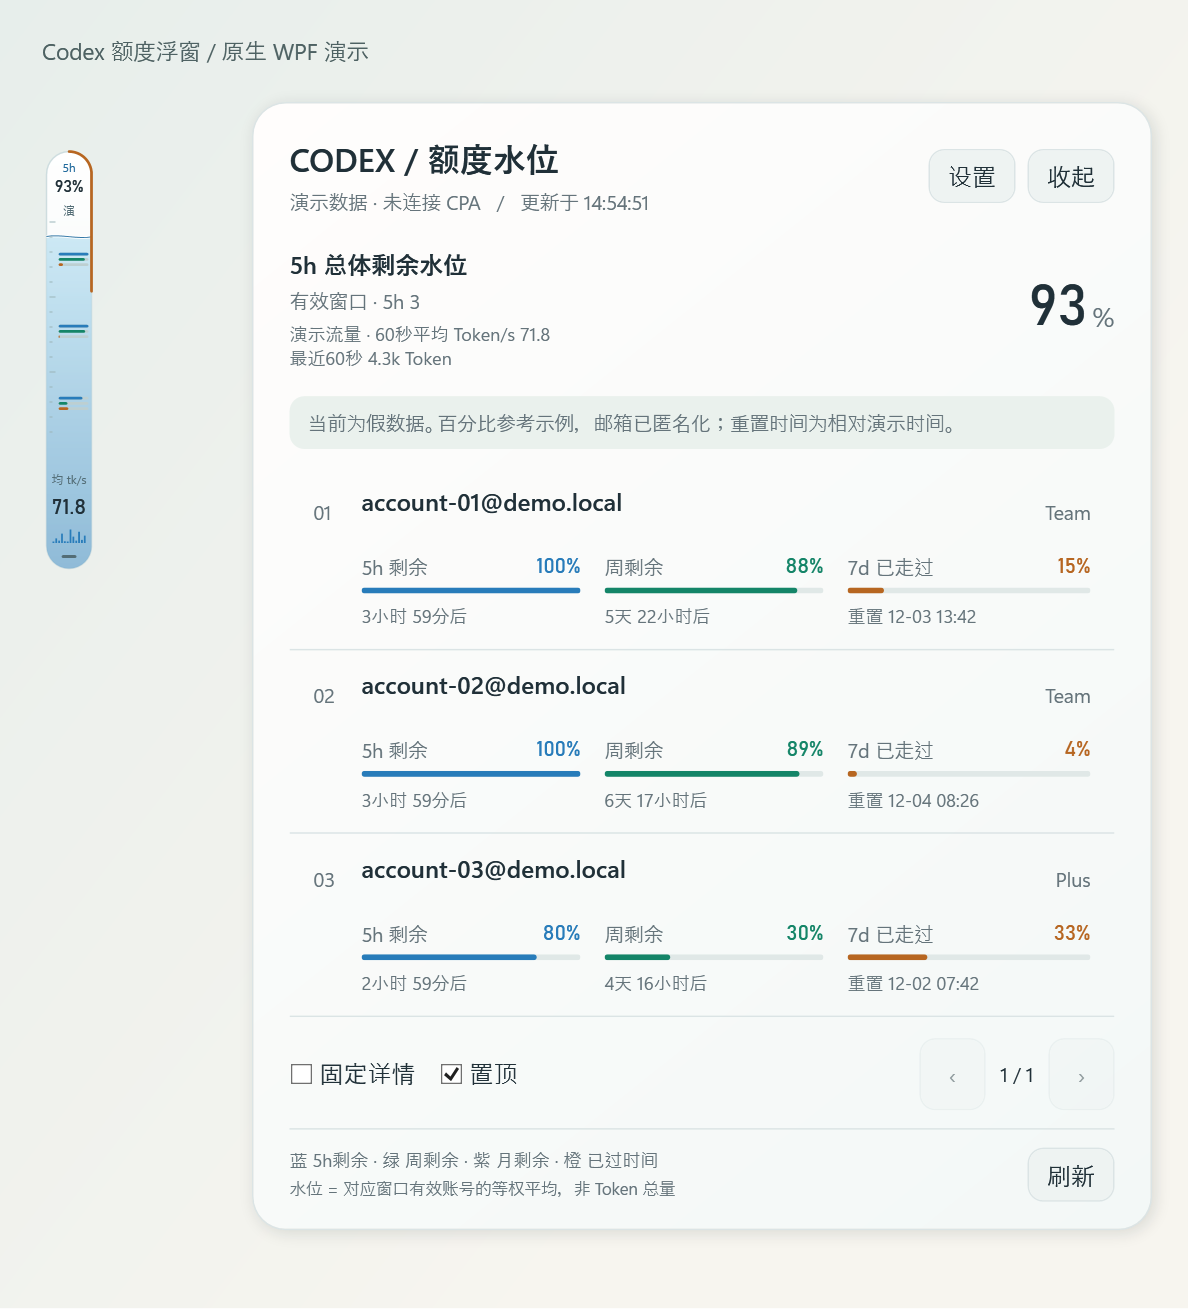 Codex 额度浮窗 / 原生 WPF 演示
5h
93%
演
均 tk/s
71.8
CODEX / 额度水位
设置
收起
演示数据 · 未连接 CPA / 更新于 14:54:51
5h 总体剩余水位
有效窗口 · 5h 3
93 %
演示流量 · 60秒平均 Token/s 71.8
最近60秒 4.3k Token
当前为假数据。百分比参考示例，邮箱已匿名化；重置时间为相对演示时间。
01 account-01@demo.local Team
5h 剩余 100% 周剩余 88% 7d 已走过 15%
3小时 59分后 5天 22小时后 重置 12-03 13:42
02 account-02@demo.local Team
5h 剩余 100% 周剩余 89% 7d 已走过 4%
3小时 59分后 6天 17小时后 重置 12-04 08:26
03 account-03@demo.local Plus
5h 剩余 80% 周剩余 30% 7d 已走过 33%
2小时 59分后 4天 16小时后 重置 12-02 07:42
固定详情 置顶 ‹ 1 / 1 ›
蓝 5h剩余 · 绿 周剩余 · 紫 月剩余 · 橙 已过时间
水位 = 对应窗口有效账号的等权平均，非 Token 总量
刷新